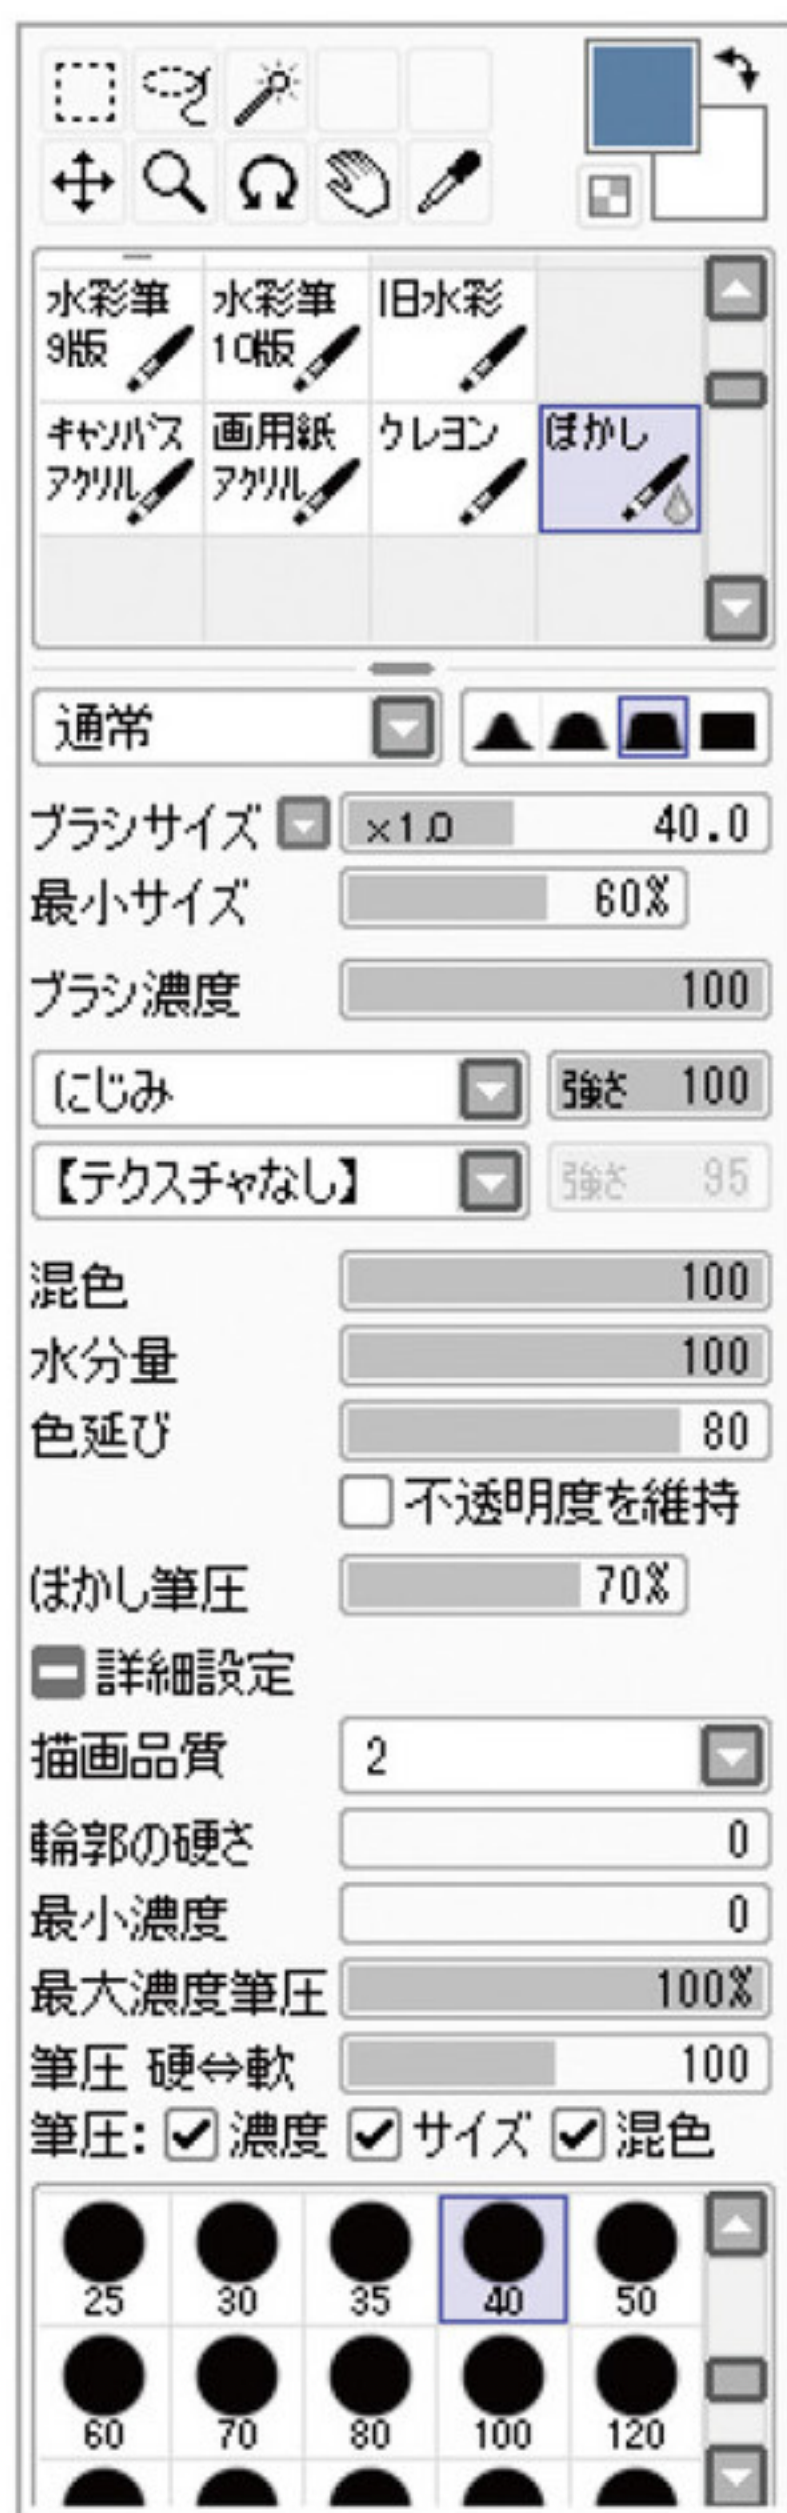 水彩筆 水彩筆 旧水彩
9版 10版
キャンバス 画用紙 クレヨン ぼかし
アクリル アクリル
通常
ブラシサイズ ×1.0 40.0
最小サイズ 60%
ブラシ濃度 100
にじみ 強さ 100
【テクスチャなし】 強さ 95
混色 100
水分量 100
色延び 80
不透明度を維持
ぼかし筆圧 70%
詳細設定
描画品質 2
輪郭の硬さ 0
最小濃度 0
最大濃度筆圧 100%
筆圧 硬⇔軟 100
筆圧: 濃度 サイズ 混色
25 30 35 40 50
60 70 80 100 120